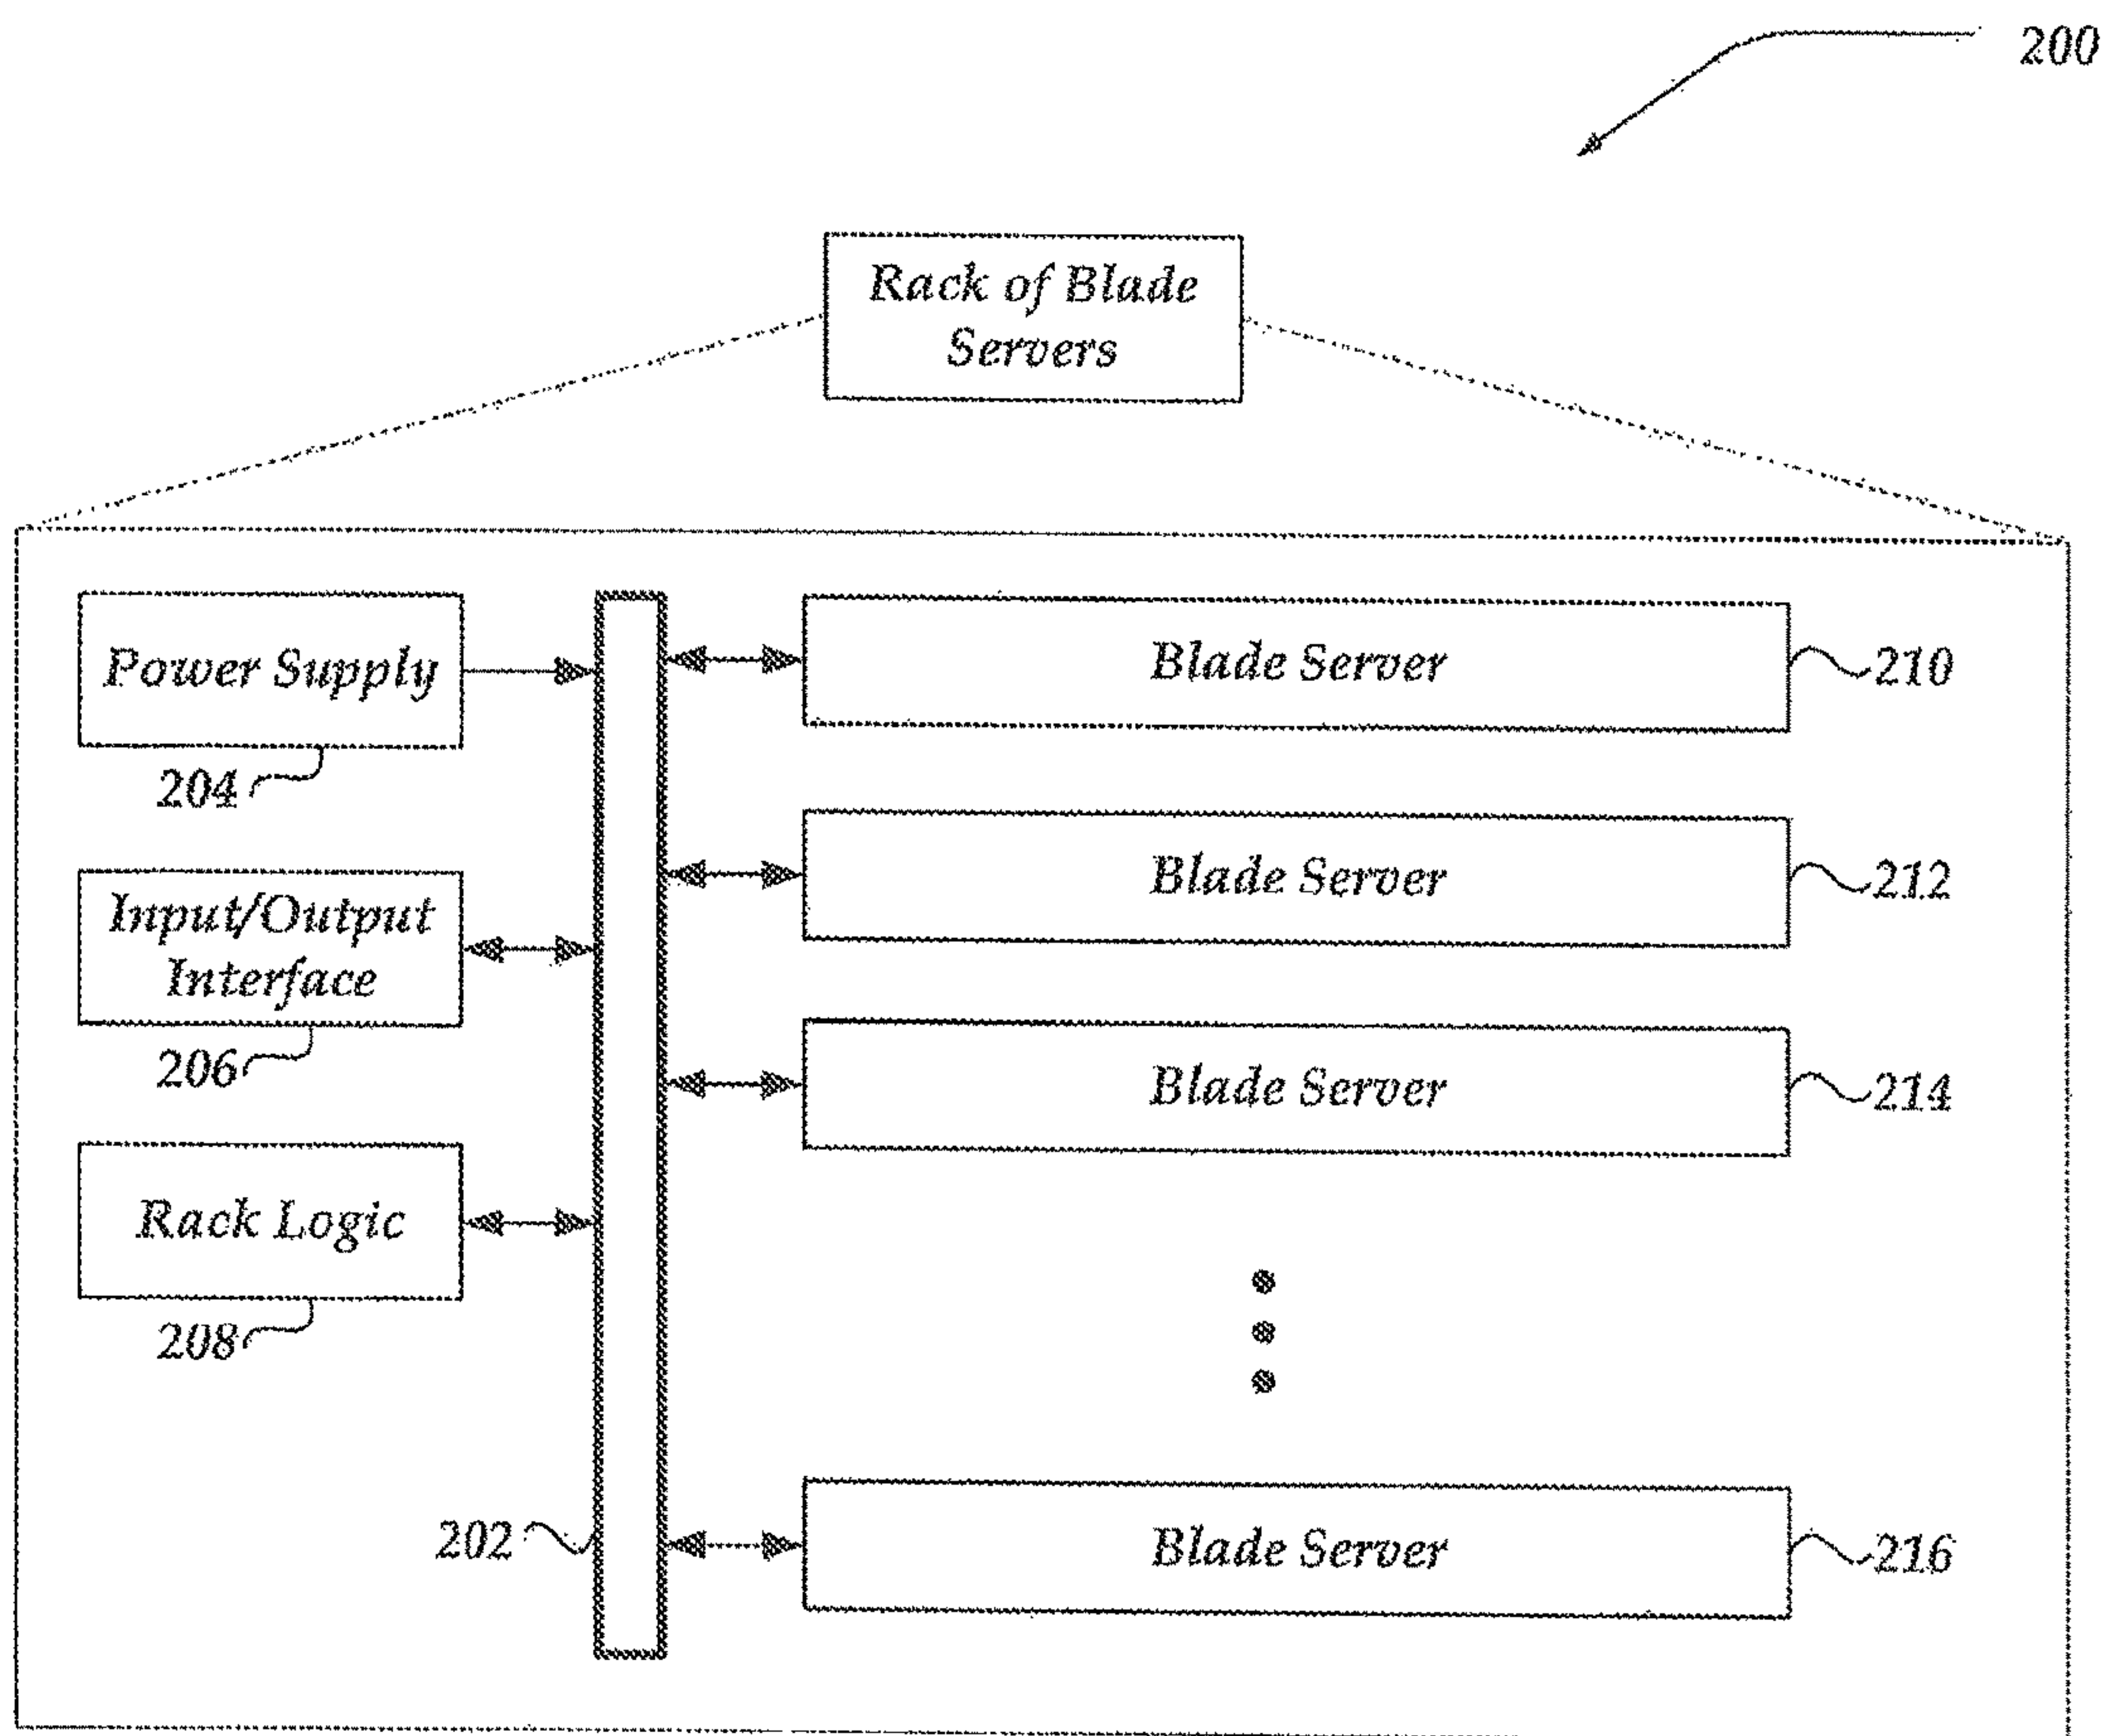 200
Rack of Blade
Servers
Power Supply
204
Input/Output
Interface
206
Rack Logic
208
202
Blade Server
210
Blade Server
212
Blade Server
214
Blade Server
216